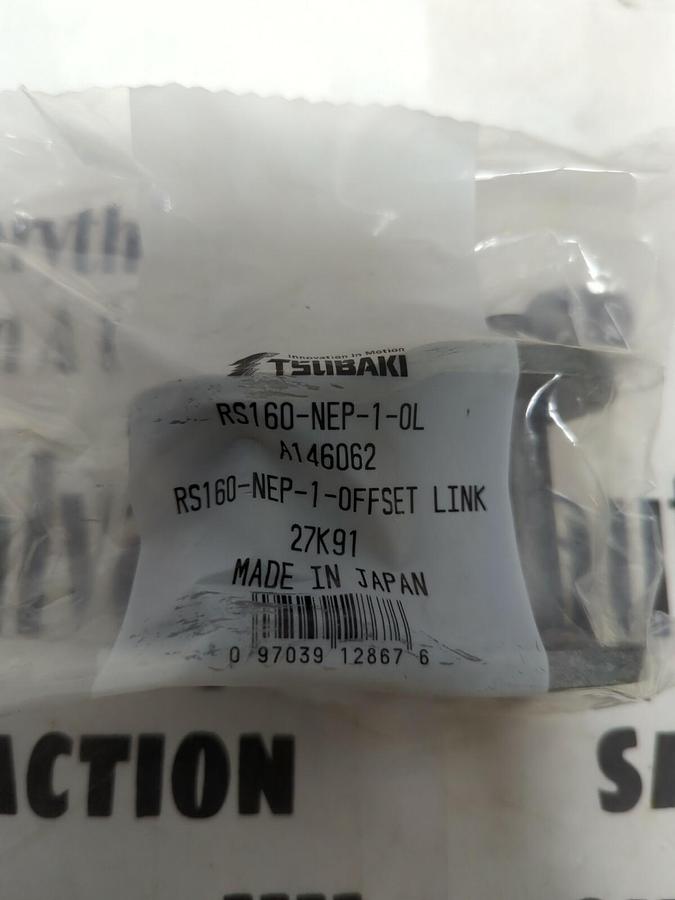 Innovation in Motion
TSUBAKI
RS160-NEP-1-OL
A146062
RS160-NEP-1-OFFSET LINK
27K91
MADE IN JAPAN
0 97039 12867 6
ACTION